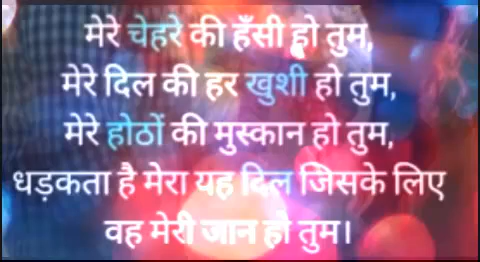 मेरे चेहरे की हँसी हो तुम,
मेरे दिल की हर खुशी हो तुम,
मेरे होठों की मुस्कान हो तुम,
धड़कता है मेरा यह दिल जिसके लिए
वह मेरी जान हो तुम।